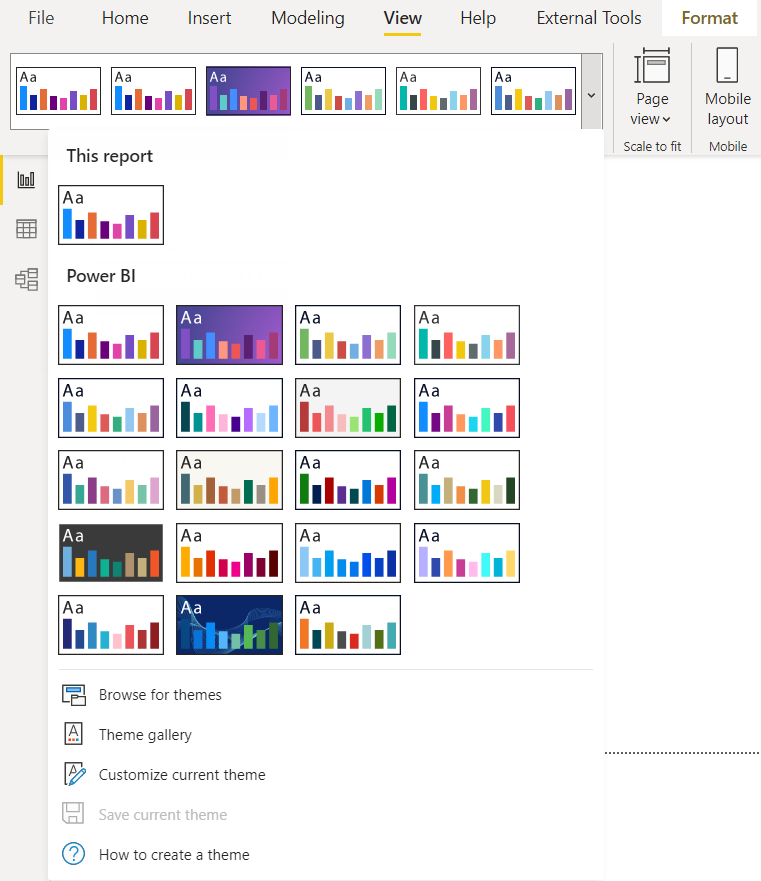 File Home Insert Modeling View Help External Tools Format
Aa Aa Aa Aa Aa Aa
Page view
Mobile layout
Scale to fit
Mobile
This report
Aa
Power BI
Aa Aa Aa Aa
Aa Aa Aa Aa
Aa Aa Aa Aa
Aa Aa Aa Aa
Aa Aa Aa
Browse for themes
Theme gallery
Customize current theme
Save current theme
How to create a theme